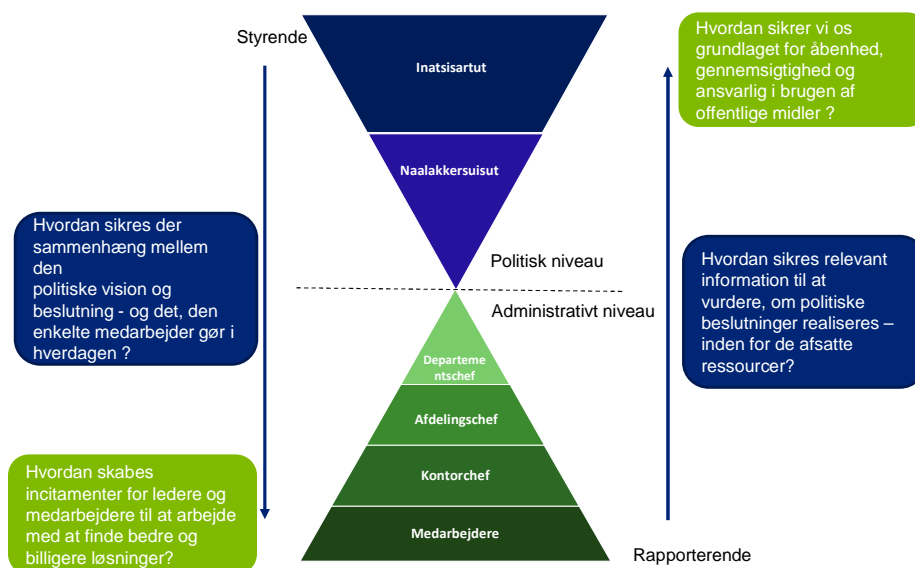 Styrende
Inatsisartut
Hvordan sikrer vi os
grundlaget for åbenhed,
gennemsigtighed og
ansvarlig i brugen af
offentlige midler ?
Naalakkersuisut
Hvordan sikres der
sammenhæng mellem
den
politiske vision og
beslutning - og det, den
enkelte medarbejder gør i
hverdagen ?
Politisk niveau
Administrativt niveau
Hvordan sikres relevant
information til at
vurdere, om politiske
beslutninger realiseres –
inden for de afsatte
ressourcer?
Departeme
ntschef
Afdelingschef
Kontorchef
Medarbejdere
Hvordan skabes
incitamenter for ledere og
medarbejdere til at arbejde
med at finde bedre og
billigere løsninger?
Rapporterende